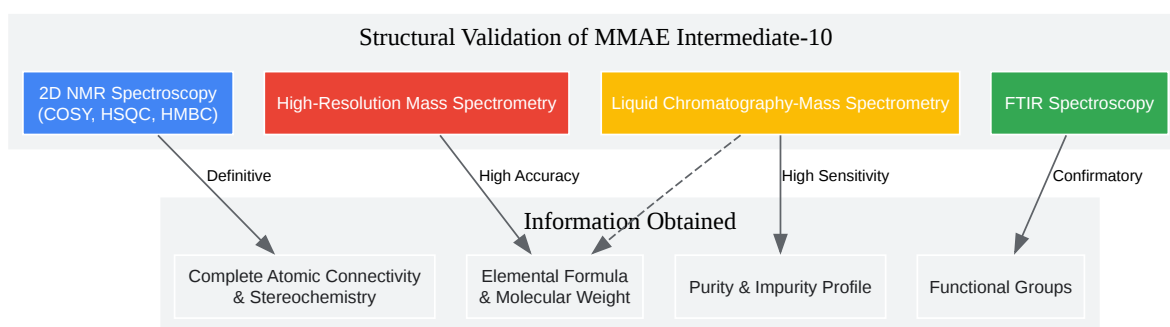 Structural Validation of MMAE Intermediate-10
2D NMR Spectroscopy
(COSY, HSQC, HMBC)
High-Resolution Mass Spectrometry
Liquid Chromatography-Mass Spectrometry
FTIR Spectroscopy
Definitive
High Accuracy
High Sensitivity
Confirmatory
Information Obtained
Complete Atomic Connectivity
& Stereochemistry
Elemental Formula
& Molecular Weight
Purity & Impurity Profile
Functional Groups